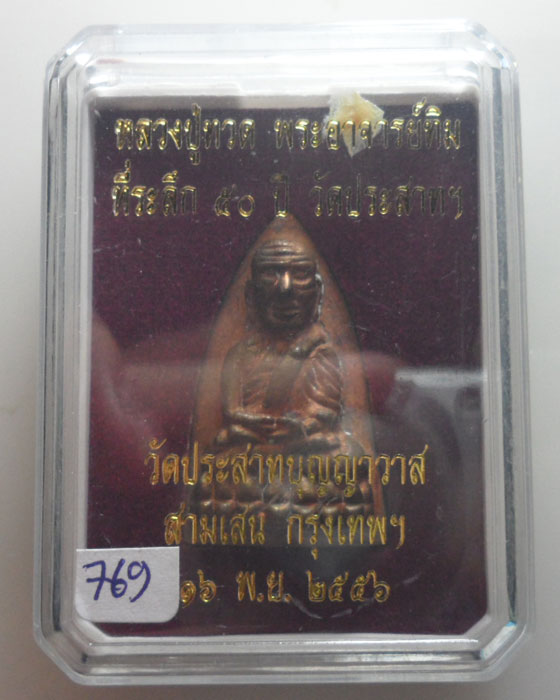 หลวงปู่ทวด พระอาจารย์ทิม
ที่ระลึก ๕๐ ปี วัดประสาทฯ
วัดประสาทบุญญาวาส
สามเสน กรุงเทพฯ
๑๖ พ.ย. ๒๕๕๖
769